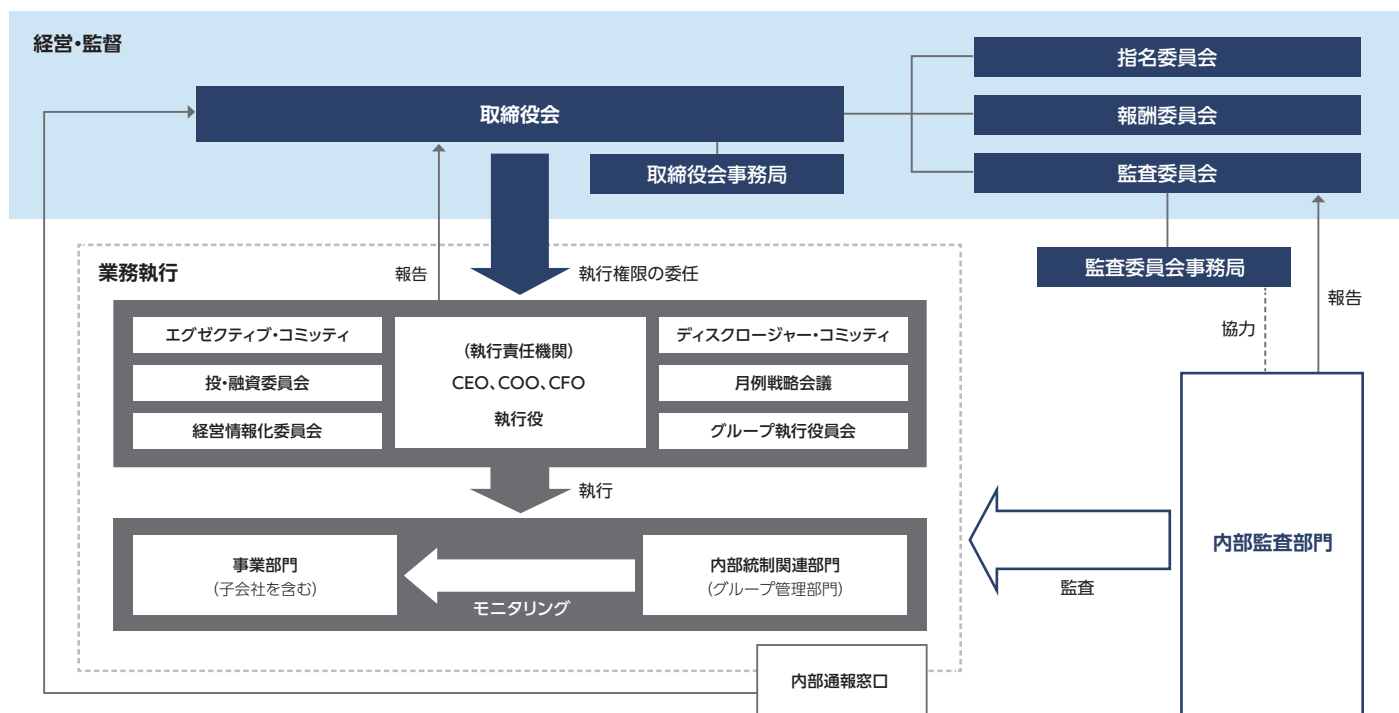 経営・監督
指名委員会
取締役会
報酬委員会
取締役会事務局
監査委員会
業務執行
報告
執行権限の委任
監査委員会事務局
報告
協力
エグゼクティブ・コミッティ
(執行責任機関)
CEO、COO、CFO
執行役
ディスクロージャー・コミッティ
投・融資委員会
月例戦略会議
経営情報化委員会
グループ執行役員会
執行
事業部門
(子会社を含む)
モニタリング
内部統制関連部門
(グループ管理部門)
監査
内部監査部門
内部通報窓口